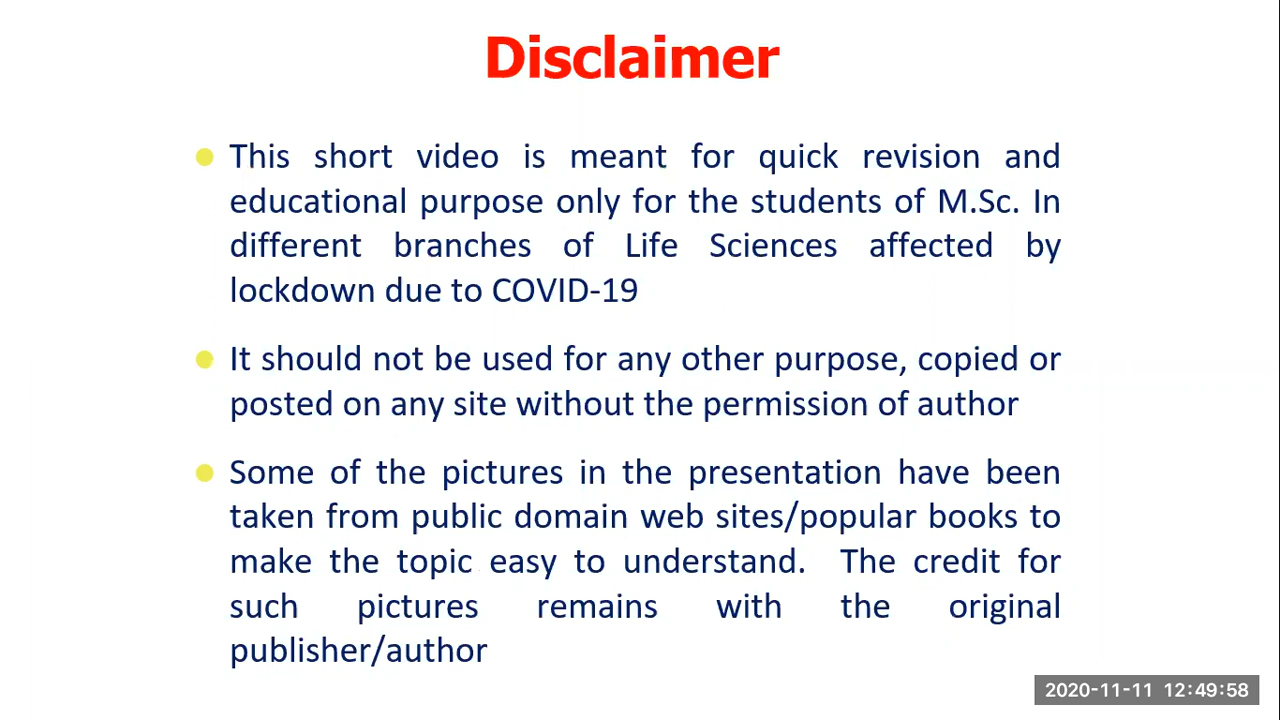 Disclaimer
This short video is meant for quick revision and
educational purpose only for the students of M.Sc. In
different branches of Life Sciences affected by
lockdown due to COVID-19
It should not be used for any other purpose, copied or
posted on any site without the permission of author
Some of the pictures in the presentation have been
taken from public domain web sites/popular books to
make the topic easy to understand. The credit for
such pictures remains with the original
publisher/author
2020-11-11 12:49:58